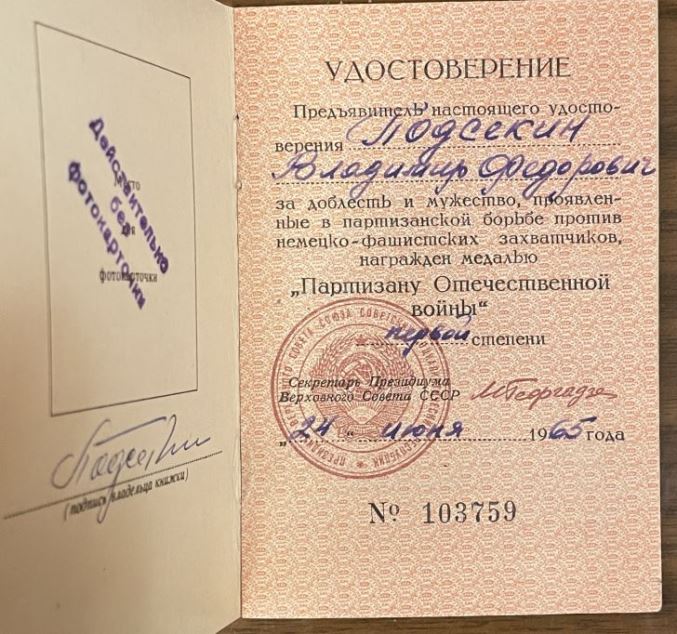 Место
для
фотокарточки
Действительно
без
фотокарточки
(подпись владельца книжки)
УДОСТОВЕРЕНИЕ
Предъявитель настоящего удосто-
верения Подсекин
Владимир Федорович
за доблесть и мужество, проявлен-
ные в партизанской борьбе против
немецко-фашистских захватчиков,
награжден медалью
„Партизану Отечественной
войны“
первой степени
Секретарь Президиума
Верховного Совета СССР МГеоргадзе
„24“ июня 1965 года
№ 103759